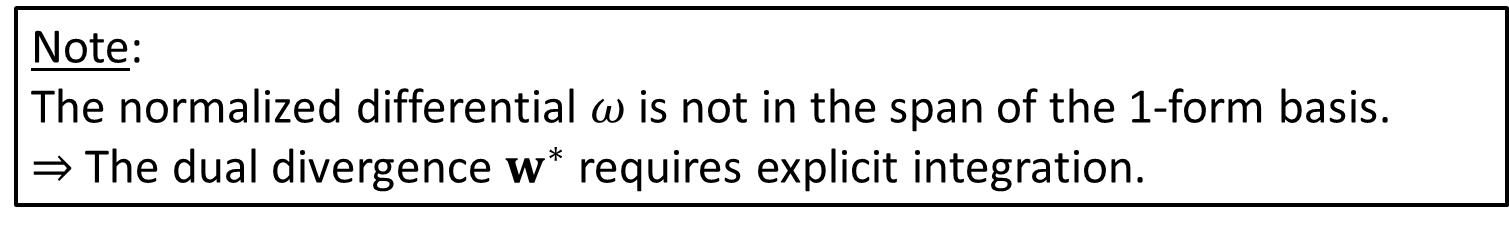 Note:
The normalized differential 𝜔 is not in the span of the 1-form basis.
⇒ The dual divergence 𝐰* requires explicit integration.